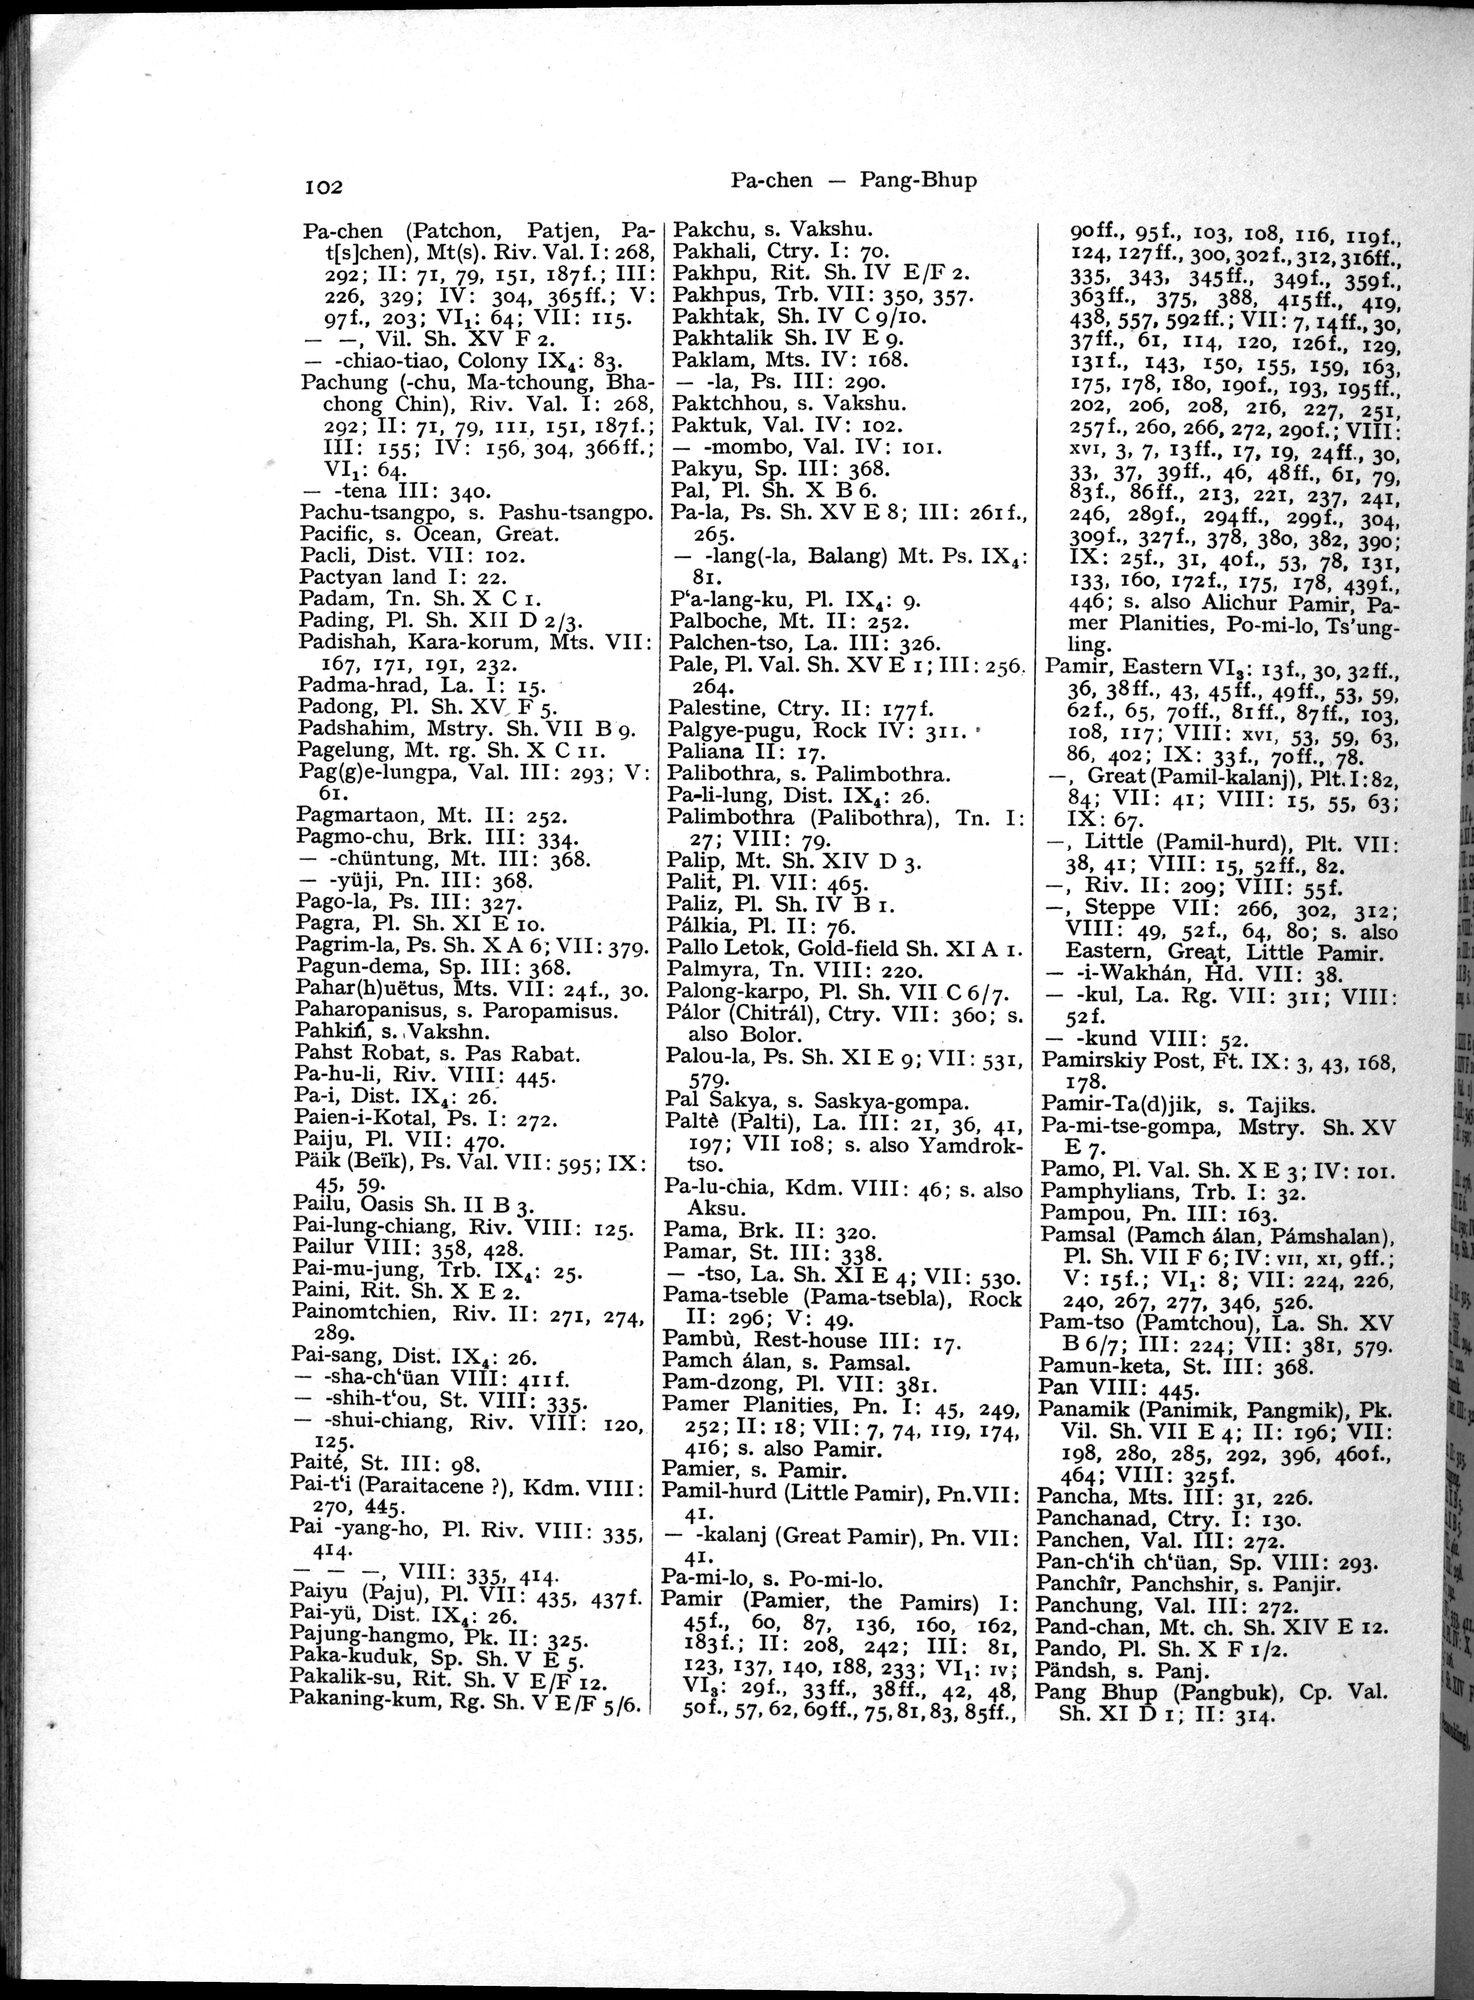 102
Pa-chen — Pang-Bhup
Pa-chen (Patchon, Patjen, Pa-
t[s]chen), Mt(s). Riv. Val. I: 268,
292; II: 71, 79, 151, 187f.; III:
226, 329; IV: 304, 365ff.; V:
97f., 203; VI₁: 64; VII: 115.
— —, Vil. Sh. XV F 2.
— -chiao-tiao, Colony IX₄: 83.
Pachung (-chu, Ma-tchoung, Bha-
chong Chin), Riv. Val. I: 268,
292; II: 71, 79, 111, 151, 187f.;
III: 155; IV: 156, 304, 366ff.;
VI₁: 64.
— -tena III: 340.
Pachu-tsangpo, s. Pashu-tsangpo.
Pacific, s. Ocean, Great.
Pacli, Dist. VII: 102.
Pactyan land I: 22.
Padam, Tn. Sh. X C 1.
Pading, Pl. Sh. XII D 2/3.
Padishah, Kara-korum, Mts. VII:
167, 171, 191, 232.
Padma-hrad, La. I: 15.
Padong, Pl. Sh. XV F 5.
Padshahim, Mstry. Sh. VII B 9.
Pagelung, Mt. rg. Sh. X C 11.
Pag(g)e-lungpa, Val. III: 293; V:
61.
Pagmartaon, Mt. II: 252.
Pagmo-chu, Brk. III: 334.
— -chüntung, Mt. III: 368.
— -yüji, Pn. III: 368.
Pago-la, Ps. III: 327.
Pagra, Pl. Sh. XI E 10.
Pagrim-la, Ps. Sh. X A 6; VII: 379.
Pagun-dema, Sp. III: 368.
Pahar(h)uëtus, Mts. VII: 24f., 30.
Paharopanisus, s. Paropamisus.
Pahkiń, s. Vakshn.
Pahst Robat, s. Pas Rabat.
Pa-hu-li, Riv. VIII: 445.
Pa-i, Dist. IX₄: 26.
Paien-i-Kotal, Ps. I: 272.
Paiju, Pl. VII: 470.
Päik (Beïk), Ps. Val. VII: 595; IX:
45, 59.
Pailu, Oasis Sh. II B 3.
Pai-lung-chiang, Riv. VIII: 125.
Pailur VIII: 358, 428.
Pai-mu-jung, Trb. IX₄: 25.
Paini, Rit. Sh. X E 2.
Painomtchien, Riv. II: 271, 274,
289.
Pai-sang, Dist. IX₄: 26.
— -sha-ch‘üan VIII: 411f.
— -shih-t‘ou, St. VIII: 335.
— -shui-chiang, Riv. VIII: 120,
125.
Paité, St. III: 98.
Pai-t‘i (Paraitacene ?), Kdm. VIII:
270, 445.
Pai -yang-ho, Pl. Riv. VIII: 335,
414.
— — —, VIII: 335, 414.
Paiyu (Paju), Pl. VII: 435, 437f.
Pai-yü, Dist. IX₄: 26.
Pajung-hangmo, Pk. II: 325.
Paka-kuduk, Sp. Sh. V E 5.
Pakalik-su, Rit. Sh. V E/F 12.
Pakaning-kum, Rg. Sh. V E/F 5/6.
Pakchu, s. Vakshu.
Pakhali, Ctry. I: 70.
Pakhpu, Rit. Sh. IV E/F 2.
Pakhpus, Trb. VII: 350, 357.
Pakhtak, Sh. IV C 9/10.
Pakhtalik Sh. IV E 9.
Paklam, Mts. IV: 168.
— -la, Ps. III: 290.
Paktchhou, s. Vakshu.
Paktuk, Val. IV: 102.
— -mombo, Val. IV: 101.
Pakyu, Sp. III: 368.
Pal, Pl. Sh. X B 6.
Pa-la, Ps. Sh. XV E 8; III: 261f.,
265.
— -lang(-la, Balang) Mt. Ps. IX₄:
81.
P‘a-lang-ku, Pl. IX₄: 9.
Palboche, Mt. II: 252.
Palchen-tso, La. III: 326.
Pale, Pl. Val. Sh. XV E 1; III: 256.
264.
Palestine, Ctry. II: 177f.
Palgye-pugu, Rock IV: 311.
Paliana II: 17.
Palibothra, s. Palimbothra.
Pa-li-lung, Dist. IX₄: 26.
Palimbothra (Palibothra), Tn. I:
27; VIII: 79.
Palip, Mt. Sh. XIV D 3.
Palit, Pl. VII: 465.
Paliz, Pl. Sh. IV B 1.
Pálkia, Pl. II: 76.
Pallo Letok, Gold-field Sh. XI A 1.
Palmyra, Tn. VIII: 220.
Palong-karpo, Pl. Sh. VII C 6/7.
Pálor (Chitrál), Ctry. VII: 360; s.
also Bolor.
Palou-la, Ps. Sh. XI E 9; VII: 531,
579.
Pal Sakya, s. Saskya-gompa.
Paltè (Palti), La. III: 21, 36, 41,
197; VII 108; s. also Yamdrok-
tso.
Pa-lu-chia, Kdm. VIII: 46; s. also
Aksu.
Pama, Brk. II: 320.
Pamar, St. III: 338.
— -tso, La. Sh. XI E 4; VII: 530.
Pama-tseble (Pama-tsebla), Rock
II: 296; V: 49.
Pambù, Rest-house III: 17.
Pamch álan, s. Pamsal.
Pam-dzong, Pl. VII: 381.
Pamer Planities, Pn. I: 45, 249,
252; II: 18; VII: 7, 74, 119, 174,
416; s. also Pamir.
Pamier, s. Pamir.
Pamil-hurd (Little Pamir), Pn. VII:
41.
— -kalanj (Great Pamir), Pn. VII:
41.
Pa-mi-lo, s. Po-mi-lo.
Pamir (Pamier, the Pamirs) I:
45f., 60, 87, 136, 160, 162,
183f.; II: 208, 242; III: 81,
123, 137, 140, 188, 233; VI₁: IV;
VI₃: 29f., 33ff., 38ff., 42, 48,
50f., 57, 62, 69ff., 75, 81, 83, 85ff.,
90ff., 95f., 103, 108, 116, 119f.,
124, 127ff., 300, 302f., 312, 316ff.,
335, 343, 345ff., 349f., 359f.,
363ff., 375, 388, 415ff., 419,
438, 557, 592ff.; VII: 7, 14ff., 30,
37ff., 61, 114, 120, 126f., 129,
131f., 143, 150, 155, 159, 163,
175, 178, 180, 190f., 193, 195ff.,
202, 206, 208, 216, 227, 251,
257f., 260, 266, 272, 290f.; VIII:
XVI, 3, 7, 13ff., 17, 19, 24ff., 30,
33, 37, 39ff., 46, 48ff., 61, 79,
83f., 86ff., 213, 221, 237, 241,
246, 289f., 294ff., 299f., 304,
309f., 327f., 378, 380, 382, 390;
IX: 25f., 31, 40f., 53, 78, 131,
133, 160, 172f., 175, 178, 439f.,
446; s. also Alichur Pamir, Pa-
mer Planities, Po-mi-lo, Ts’ung-
ling.
Pamir, Eastern VI₃: 13f., 30, 32ff.,
36, 38ff., 43, 45ff., 49ff., 53, 59,
62f., 65, 70ff., 81ff., 87ff., 103,
108, 117; VIII: XVI, 53, 59, 63,
86, 402; IX: 33f., 70ff., 78.
—, Great (Pamil-kalanj), Plt. I: 82,
84; VII: 41; VIII: 15, 55, 63;
IX: 67.
—, Little (Pamil-hurd), Plt. VII:
38, 41; VIII: 15, 52ff., 82.
—, Riv. II: 209; VIII: 55f.
—, Steppe VII: 266, 302, 312;
VIII: 49, 52f., 64, 80; s. also
Eastern, Great, Little Pamir.
— -i-Wakhán, Hd. VII: 38.
— -kul, La. Rg. VII: 311; VIII:
52f.
— -kund VIII: 52.
Pamirskiy Post, Ft. IX: 3, 43, 168,
178.
Pamir-Ta(d)jik, s. Tajiks.
Pa-mi-tse-gompa, Mstry. Sh. XV
E 7.
Pamo, Pl. Val. Sh. X E 3; IV: 101.
Pamphylians, Trb. I: 32.
Pampou, Pn. III: 163.
Pamsal (Pamch álan, Pámshalan),
Pl. Sh. VII F 6; IV: VII, XI, 9ff.;
V: 15f.; VI₁: 8; VII: 224, 226,
240, 267, 277, 346, 526.
Pam-tso (Pamtchou), La. Sh. XV
B 6/7; III: 224; VII: 381, 579.
Pamun-keta, St. III: 368.
Pan VIII: 445.
Panamik (Panimik, Pangmik), Pk.
Vil. Sh. VII E 4; II: 196; VII:
198, 280, 285, 292, 396, 460f.,
464; VIII: 325f.
Pancha, Mts. III: 31, 226.
Panchanad, Ctry. I: 130.
Panchen, Val. III: 272.
Pan-ch‘ih ch‘üan, Sp. VIII: 293.
Panchîr, Panchshir, s. Panjir.
Panchung, Val. III: 272.
Pand-chan, Mt. ch. Sh. XIV E 12.
Pando, Pl. Sh. X F 1/2.
Pändsh, s. Panj.
Pang Bhup (Pangbuk), Cp. Val.
Sh. XI D 1; II: 314.